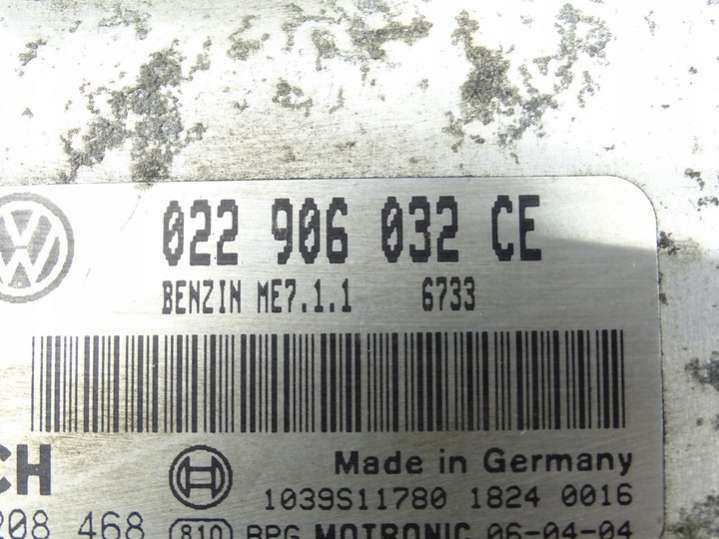 022 906 032 CE
BENZIN ME7.1.1 6733
CH Made in Germany
1039S11780 1824 0016
208 468 810 BPG MOTRONIC 06-04-04